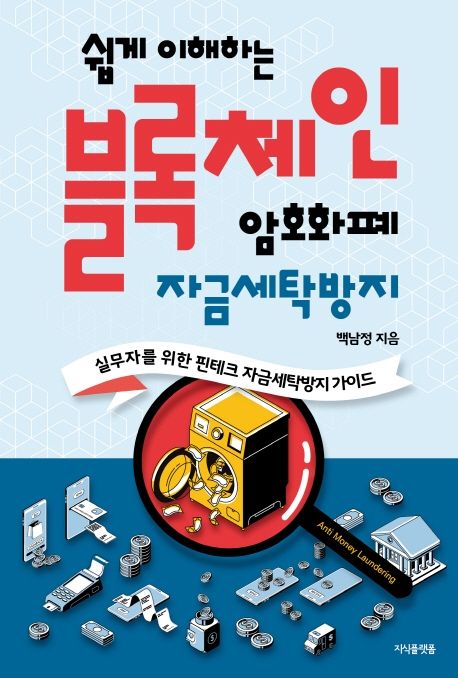 쉽게 이해하는
블록체인
암호화폐
자금세탁방지
백남정 지음
실무자를 위한 핀테크 자금세탁방지 가이드
Anti Money Laundering
지식플랫폼